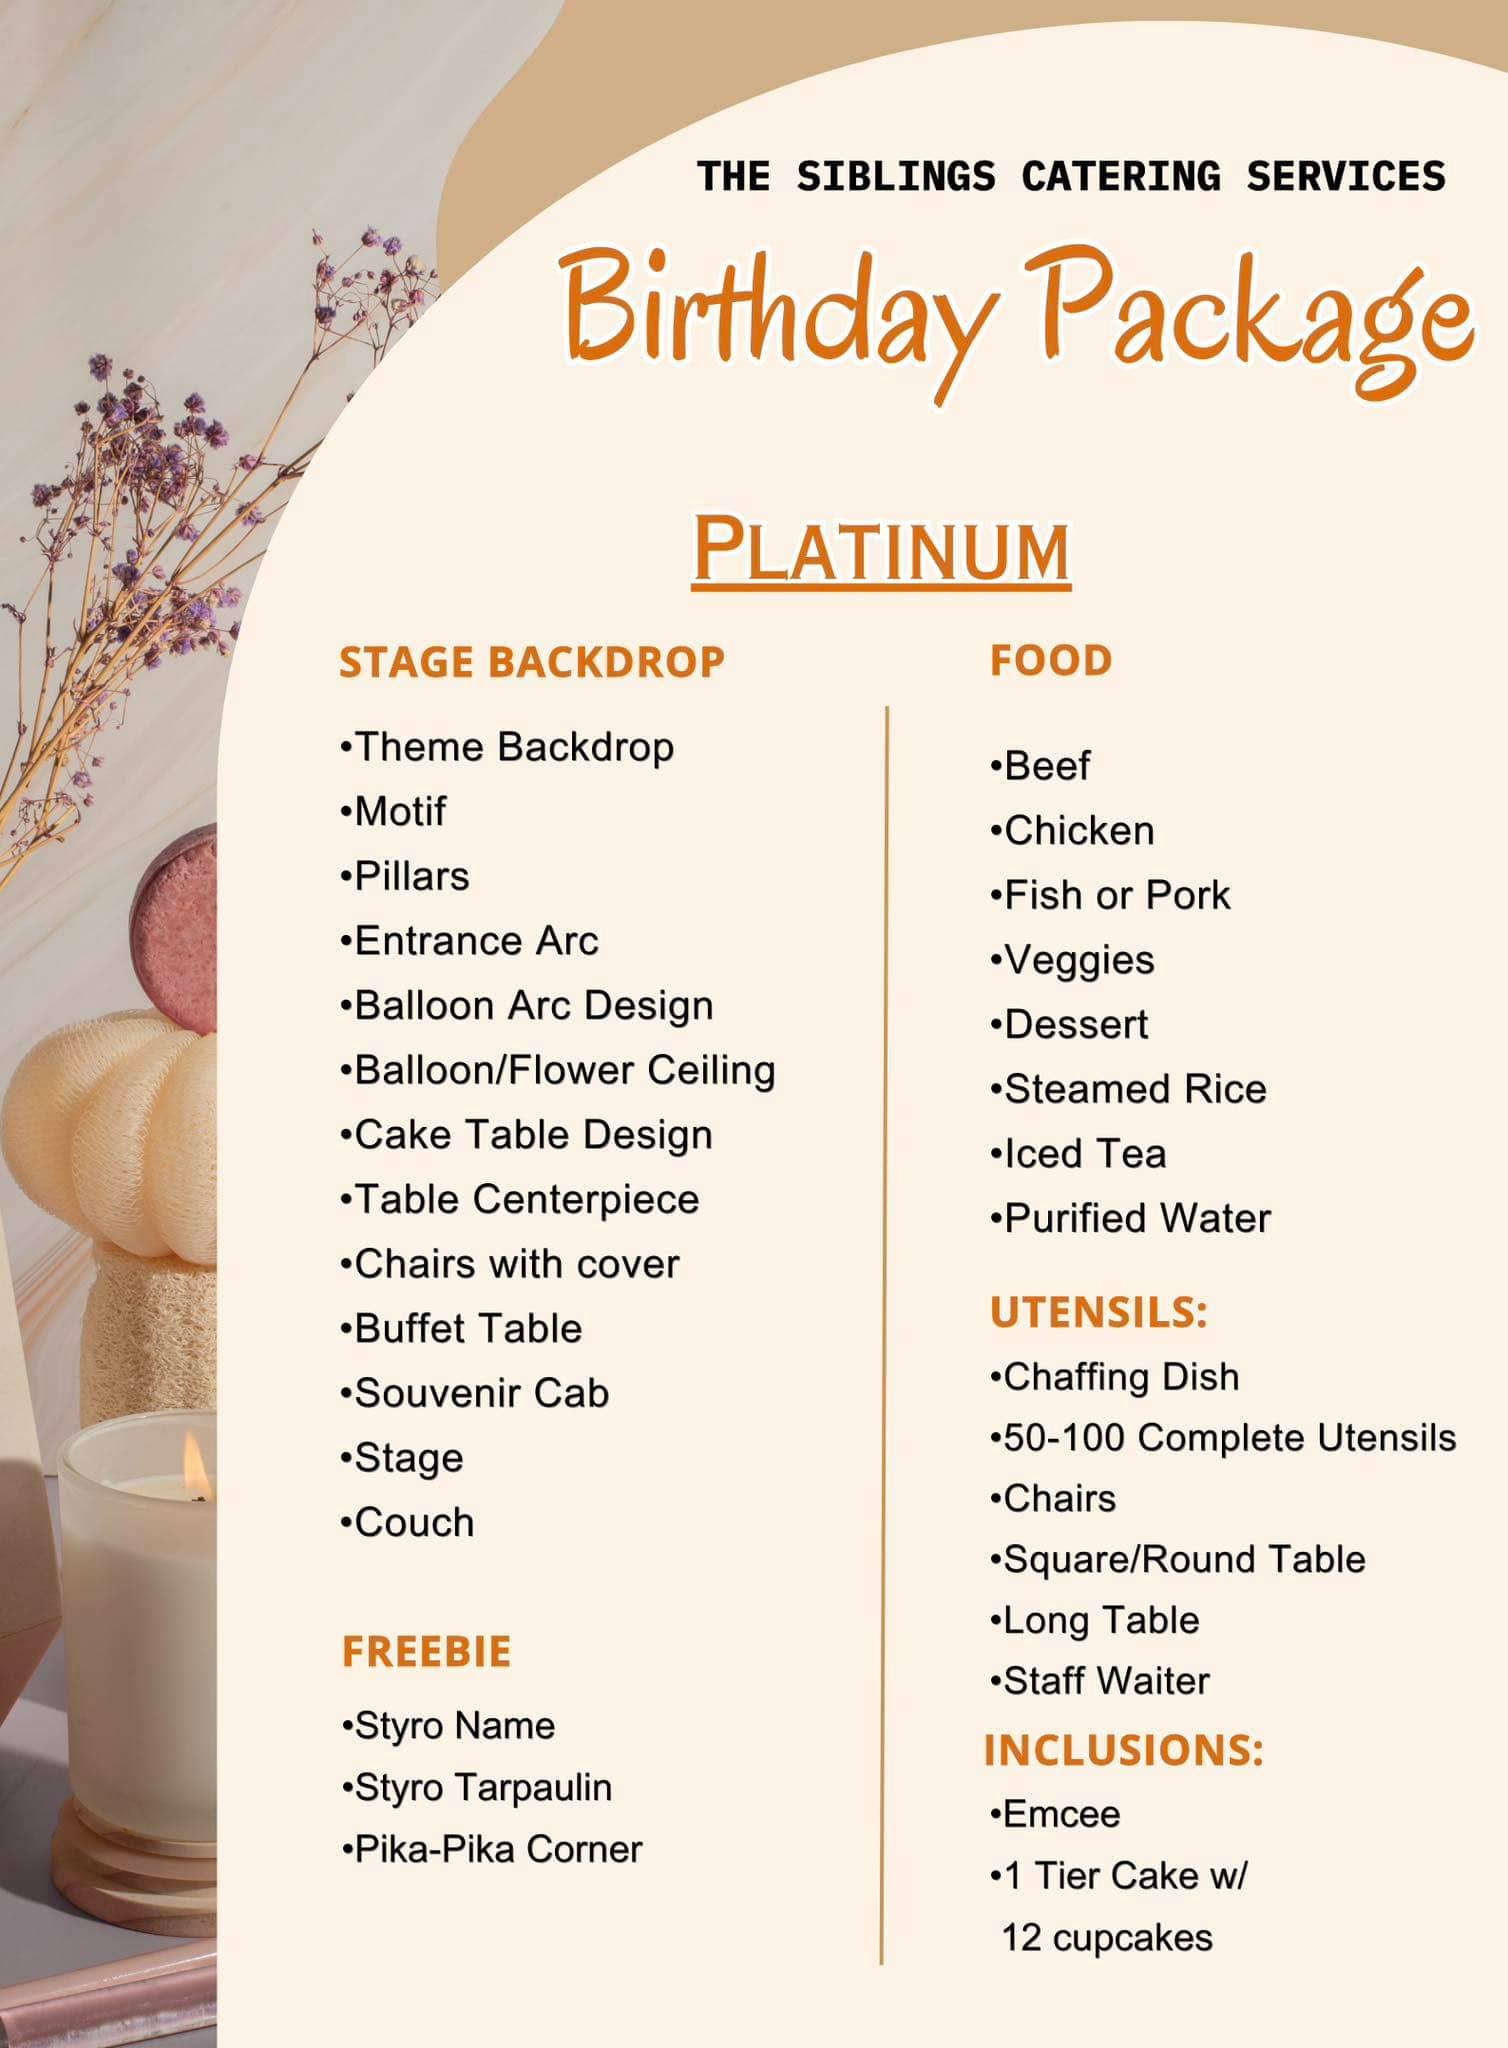 THE SIBLINGS CATERING SERVICES
Birthday Package
PLATINUM
STAGE BACKDROP
•Theme Backdrop
•Motif
•Pillars
•Entrance Arc
•Balloon Arc Design
•Balloon/Flower Ceiling
•Cake Table Design
•Table Centerpiece
•Chairs with cover
•Buffet Table
•Souvenir Cab
•Stage
•Couch
FREEBIE
•Styro Name
•Styro Tarpaulin
•Pika-Pika Corner
FOOD
•Beef
•Chicken
•Fish or Pork
•Veggies
•Dessert
•Steamed Rice
•Iced Tea
•Purified Water
UTENSILS:
•Chaffing Dish
•50-100 Complete Utensils
•Chairs
•Square/Round Table
•Long Table
•Staff Waiter
INCLUSIONS:
•Emcee
•1 Tier Cake w/
12 cupcakes